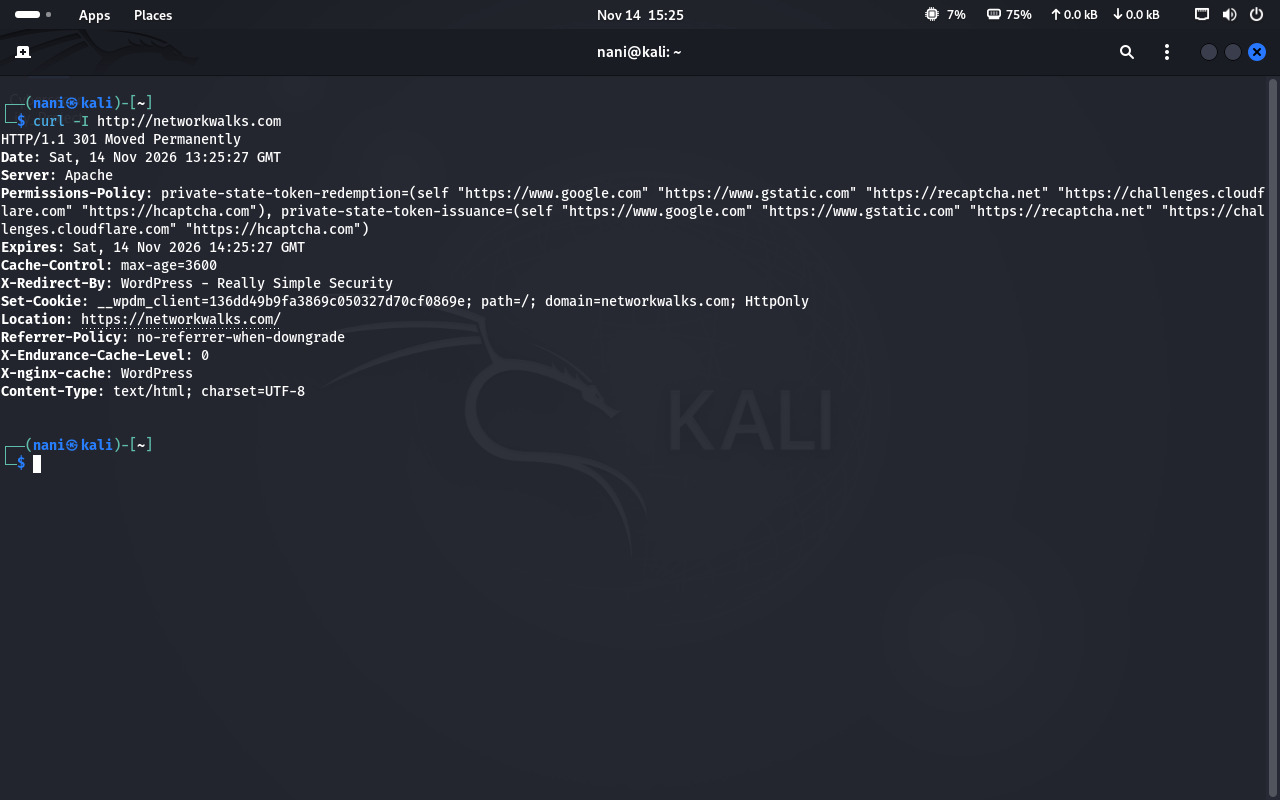 Apps Places Nov 14 15:25 7% 75% 0.0 kB 0.0 kB
nani@kali: ~
┌──(nani㉿kali)-[~]
└─$ curl -I http://networkwalks.com
HTTP/1.1 301 Moved Permanently
Date: Sat, 14 Nov 2026 13:25:27 GMT
Server: Apache
Permissions-Policy: private-state-token-redemption=(self "https://www.google.com" "https://www.gstatic.com" "https://recaptcha.net" "https://challenges.cloudf
lare.com" "https://hcaptcha.com"), private-state-token-issuance=(self "https://www.google.com" "https://www.gstatic.com" "https://recaptcha.net" "https://chal
lenges.cloudflare.com" "https://hcaptcha.com")
Expires: Sat, 14 Nov 2026 14:25:27 GMT
Cache-Control: max-age=3600
X-Redirect-By: WordPress - Really Simple Security
Set-Cookie: __wpdm_client=136dd49b9fa3869c050327d70cf0869e; path=/; domain=networkwalks.com; HttpOnly
Location: https://networkwalks.com/
Referrer-Policy: no-referrer-when-downgrade
X-Endurance-Cache-Level: 0
X-nginx-cache: WordPress
Content-Type: text/html; charset=UTF-8
KALI
┌──(nani㉿kali)-[~]
└─$